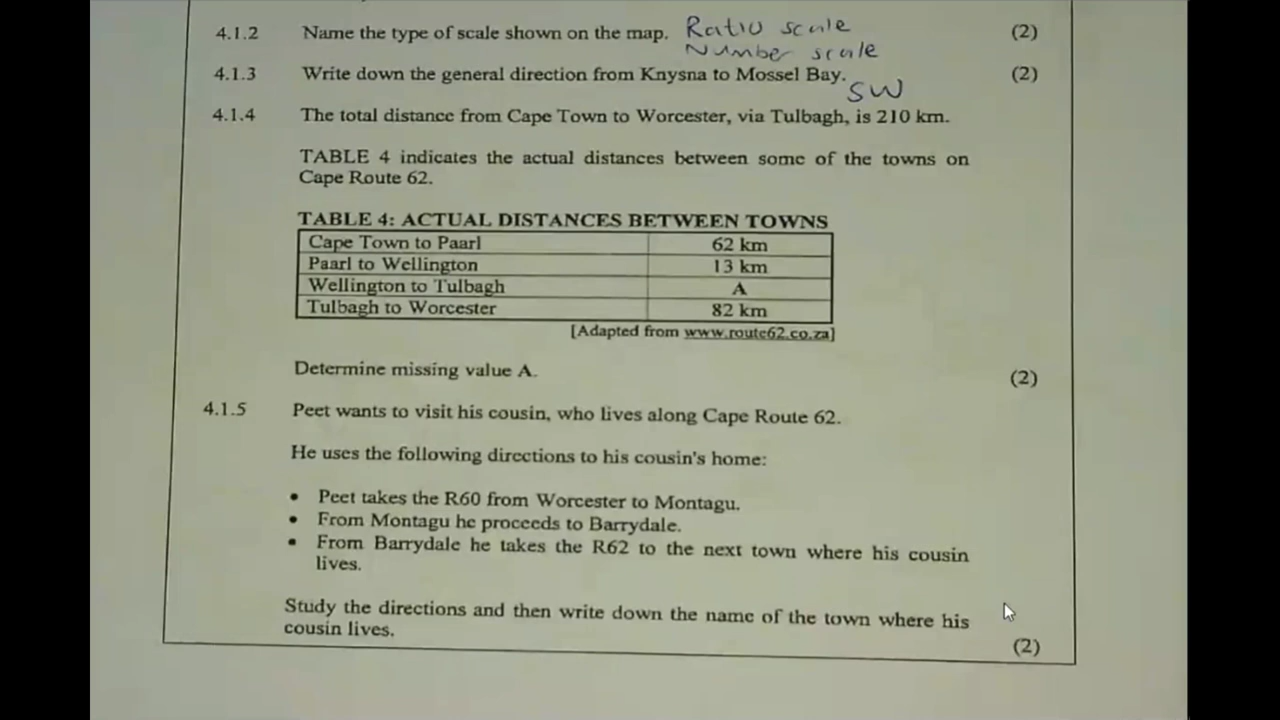 4.1.2 Name the type of scale shown on the map. Ratio scale (2)
Number scale
4.1.3 Write down the general direction from Knysna to Mossel Bay. (2)
SW
4.1.4 The total distance from Cape Town to Worcester, via Tulbagh, is 210 km.
TABLE 4 indicates the actual distances between some of the towns on
Cape Route 62.
TABLE 4: ACTUAL DISTANCES BETWEEN TOWNS
Cape Town to Paarl 62 km
Paarl to Wellington 13 km
Wellington to Tulbagh A
Tulbagh to Worcester 82 km
[Adapted from www.route62.co.za]
Determine missing value A. (2)
4.1.5 Peet wants to visit his cousin, who lives along Cape Route 62.
He uses the following directions to his cousin's home:
• Peet takes the R60 from Worcester to Montagu.
• From Montagu he proceeds to Barrydale.
• From Barrydale he takes the R62 to the next town where his cousin
lives.
Study the directions and then write down the name of the town where his
cousin lives. (2)